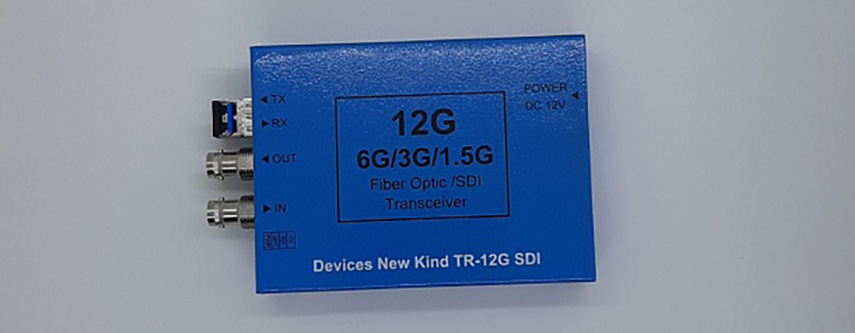 TX
RX
OUT
IN
12G
6G/3G/1.5G
Fiber Optic /SDI
Transceiver
POWER
DC 12V
Devices New Kind TR-12G SDI